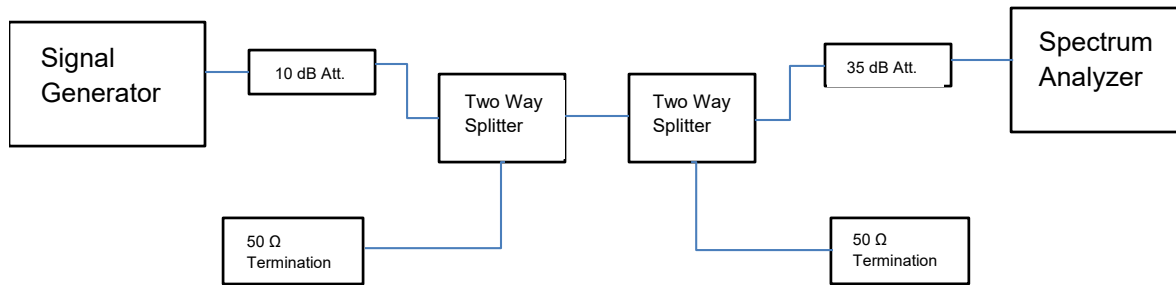 Signal
Generator
10 dB Att.
Two Way
Splitter
Two Way
Splitter
35 dB Att.
Spectrum
Analyzer
50 Ω
Termination
50 Ω
Termination